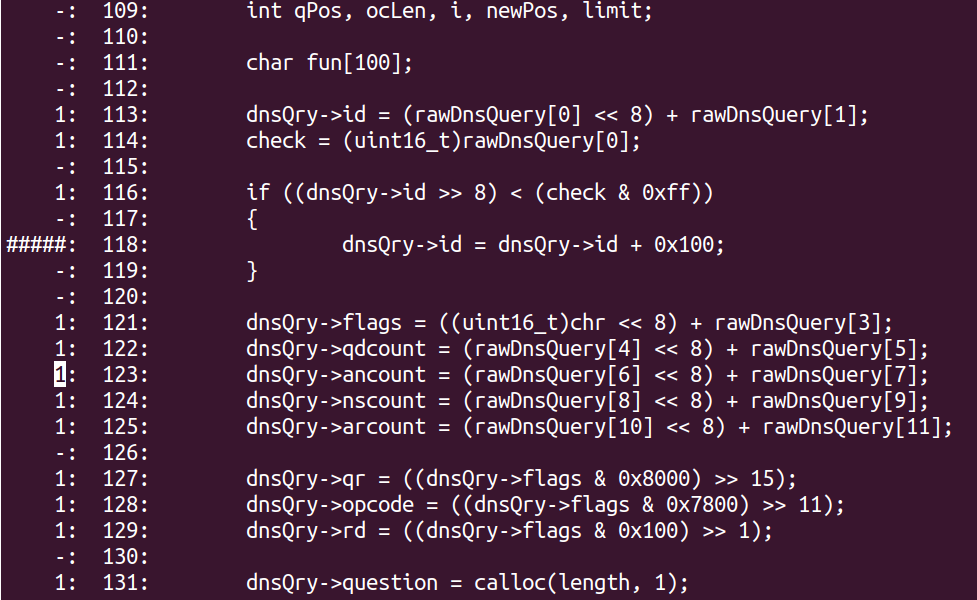 -:  109:        int qPos, ocLen, i, newPos, limit;
-:  110:
-:  111:        char fun[100];
-:  112:
1:  113:        dnsQry->id = (rawDnsQuery[0] << 8) + rawDnsQuery[1];
1:  114:        check = (uint16_t)rawDnsQuery[0];
-:  115:
1:  116:        if ((dnsQry->id >> 8) < (check & 0xff))
-:  117:        {
#####:  118:                dnsQry->id = dnsQry->id + 0x100;
-:  119:        }
-:  120:
1:  121:        dnsQry->flags = ((uint16_t)chr << 8) + rawDnsQuery[3];
1:  122:        dnsQry->qdcount = (rawDnsQuery[4] << 8) + rawDnsQuery[5];
1:  123:        dnsQry->ancount = (rawDnsQuery[6] << 8) + rawDnsQuery[7];
1:  124:        dnsQry->nscount = (rawDnsQuery[8] << 8) + rawDnsQuery[9];
1:  125:        dnsQry->arcount = (rawDnsQuery[10] << 8) + rawDnsQuery[11];
-:  126:
1:  127:        dnsQry->qr = ((dnsQry->flags & 0x8000) >> 15);
1:  128:        dnsQry->opcode = ((dnsQry->flags & 0x7800) >> 11);
1:  129:        dnsQry->rd = ((dnsQry->flags & 0x100) >> 1);
-:  130:
1:  131:        dnsQry->question = calloc(length, 1);